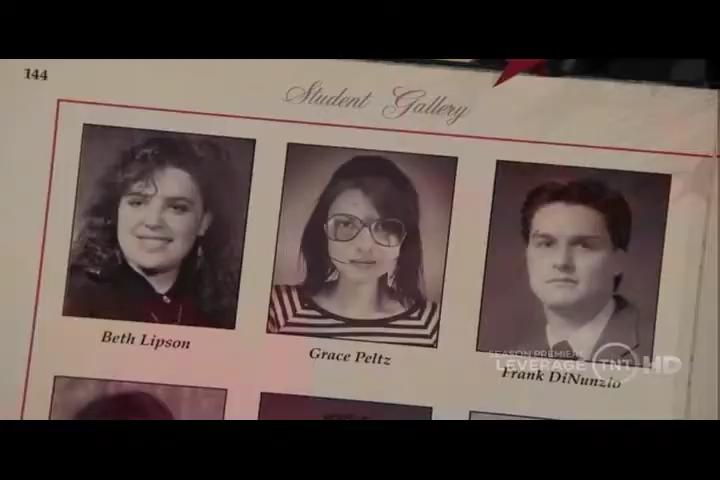 144
Student Gallery
Beth Lipson
Grace Peltz
Frank DiNunzio
SEASON PREMIERE
LEVERAGE TNT HD